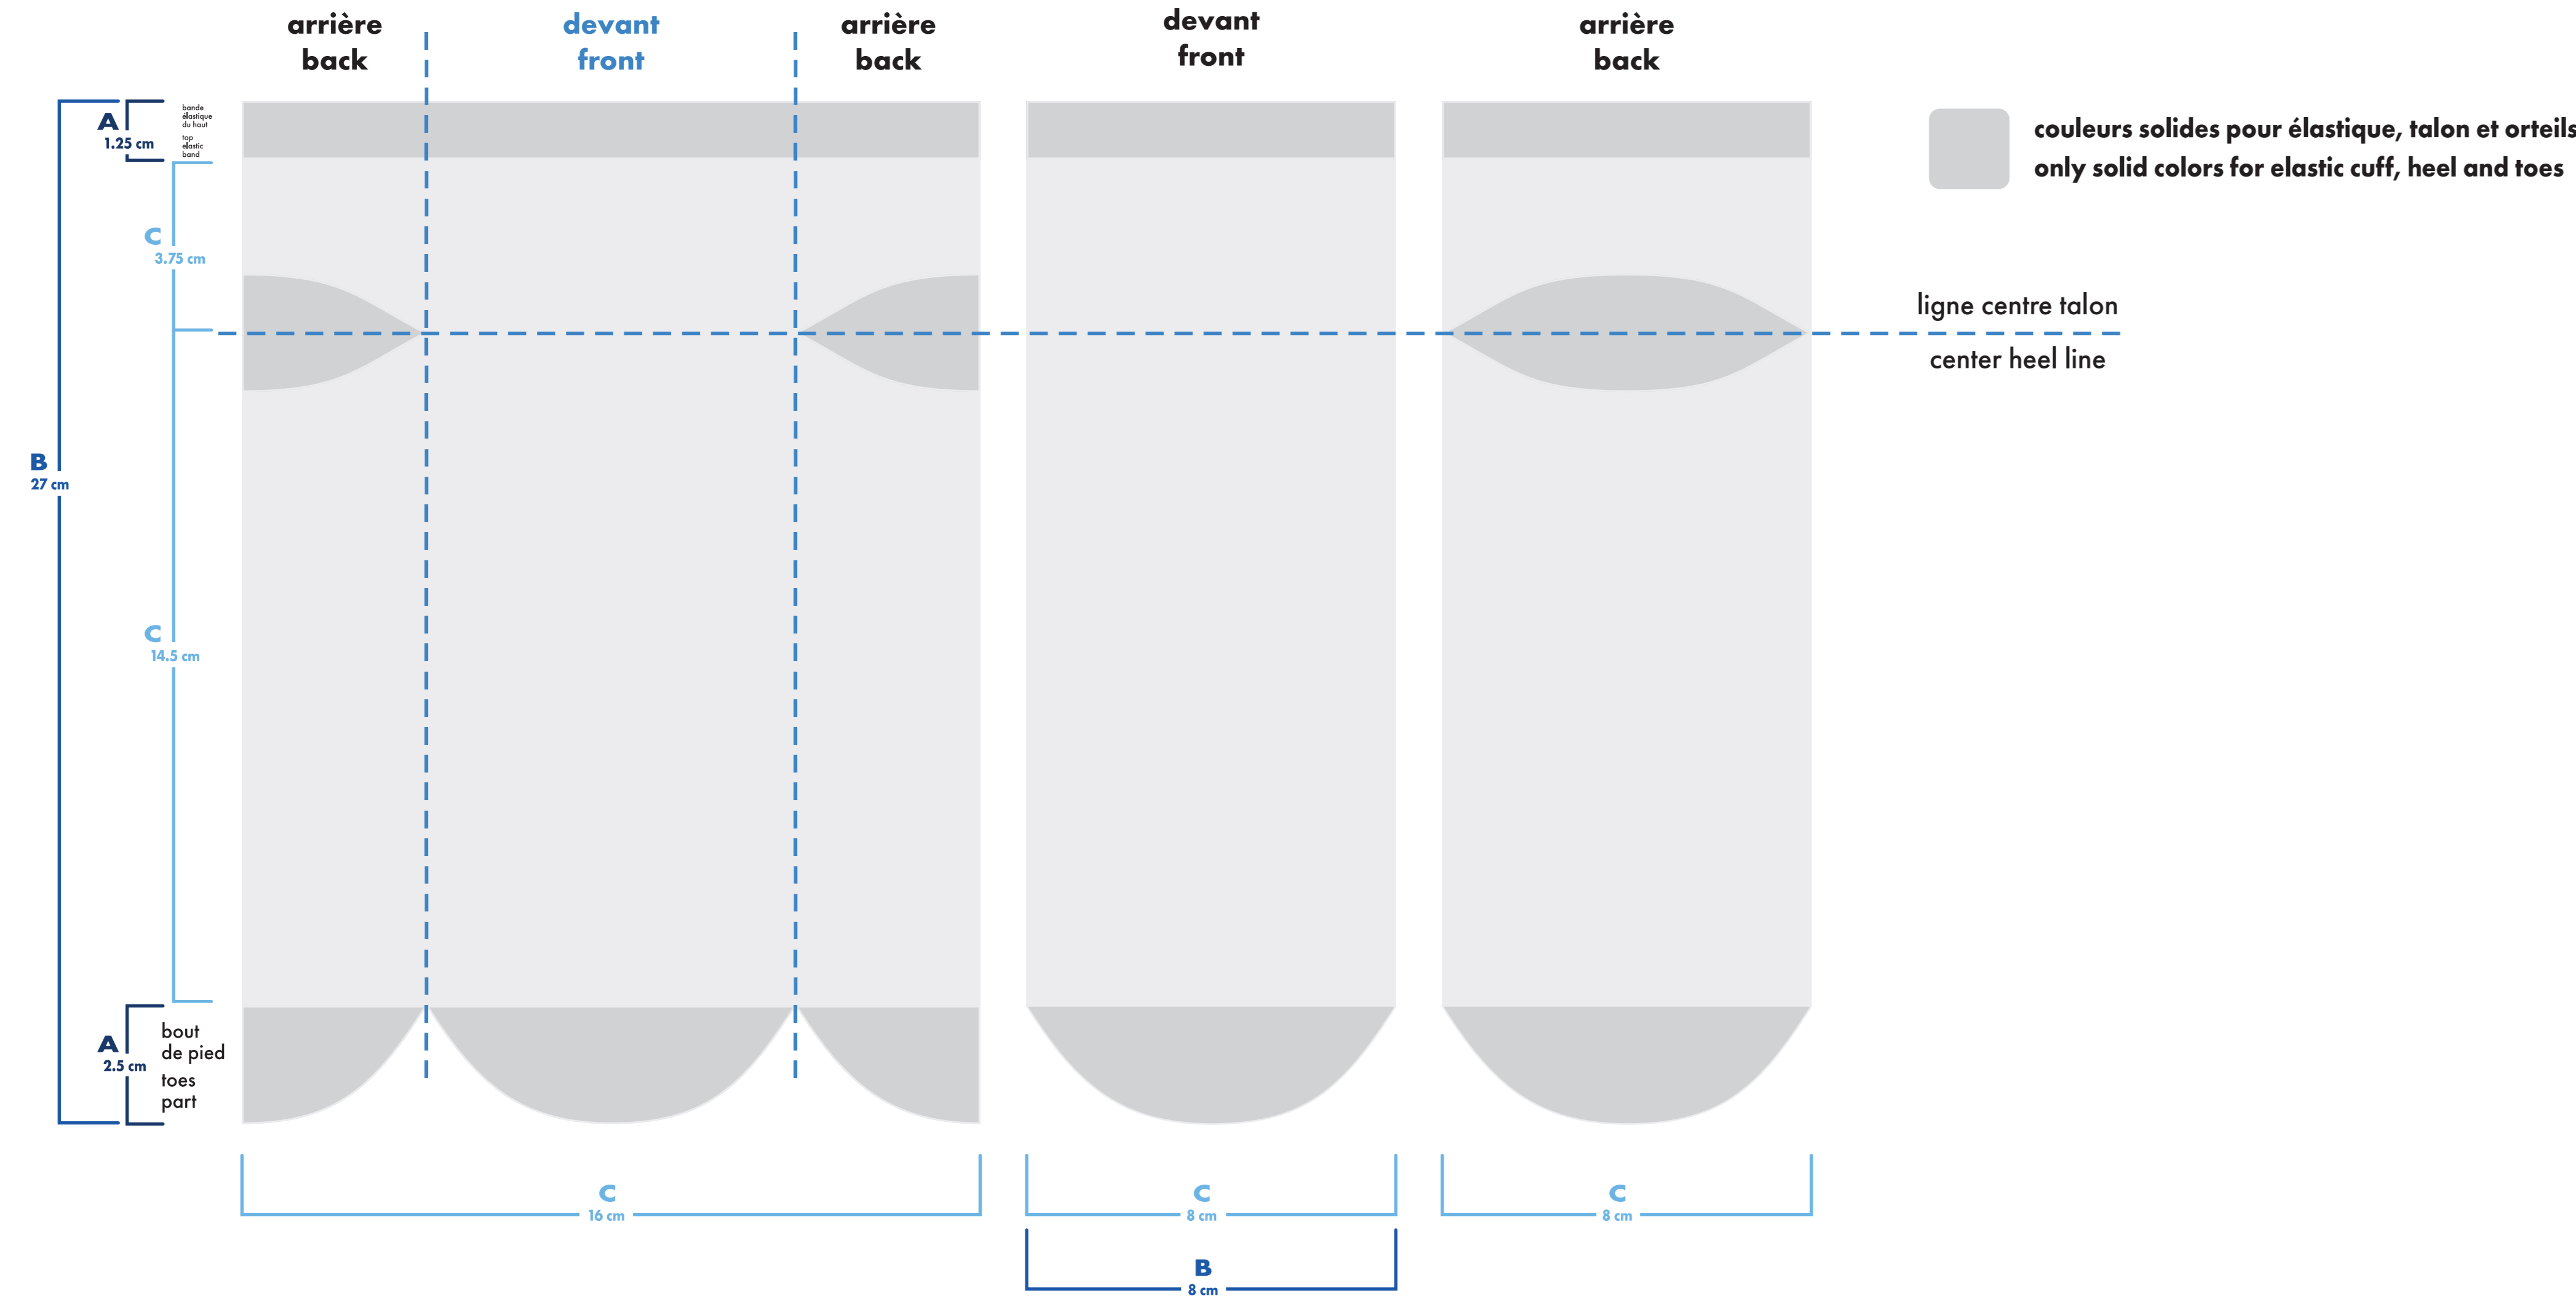 arrière
back
devant
front
arrière
back
devant
front
arrière
back
A
1.25 cm
bande
élastique
du haut
top
elastic
band
couleurs solides pour élastique, talon et orteils
only solid colors for elastic cuff, heel and toes
C
3.75 cm
ligne centre talon
center heel line
B
27 cm
C
14.5 cm
A
2.5 cm
bout
de pied
toes
part
C
16 cm
C
8 cm
C
8 cm
B
8 cm